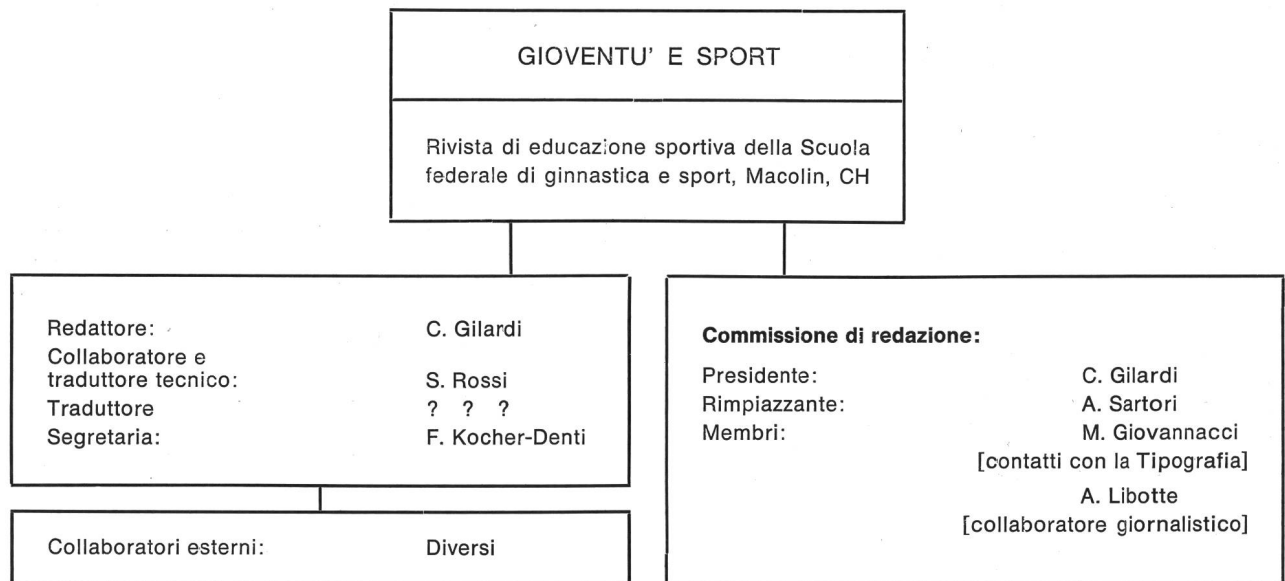 GIOVENTU' E SPORT
Rivista di educazione sportiva della Scuola
federale di ginnastica e sport, Macolin, CH
Redattore: C. Gilardi
Collaboratore e
traduttore tecnico: S. Rossi
Traduttore ? ? ?
Segretaria: F. Kocher-Denti
Collaboratori esterni: Diversi
Commissione di redazione:
Presidente: C. Gilardi
Rimpiazzante: A. Sartori
Membri: M. Giovannacci
[contatti con la Tipografia]
A. Libotte
[collaboratore giornalistico]